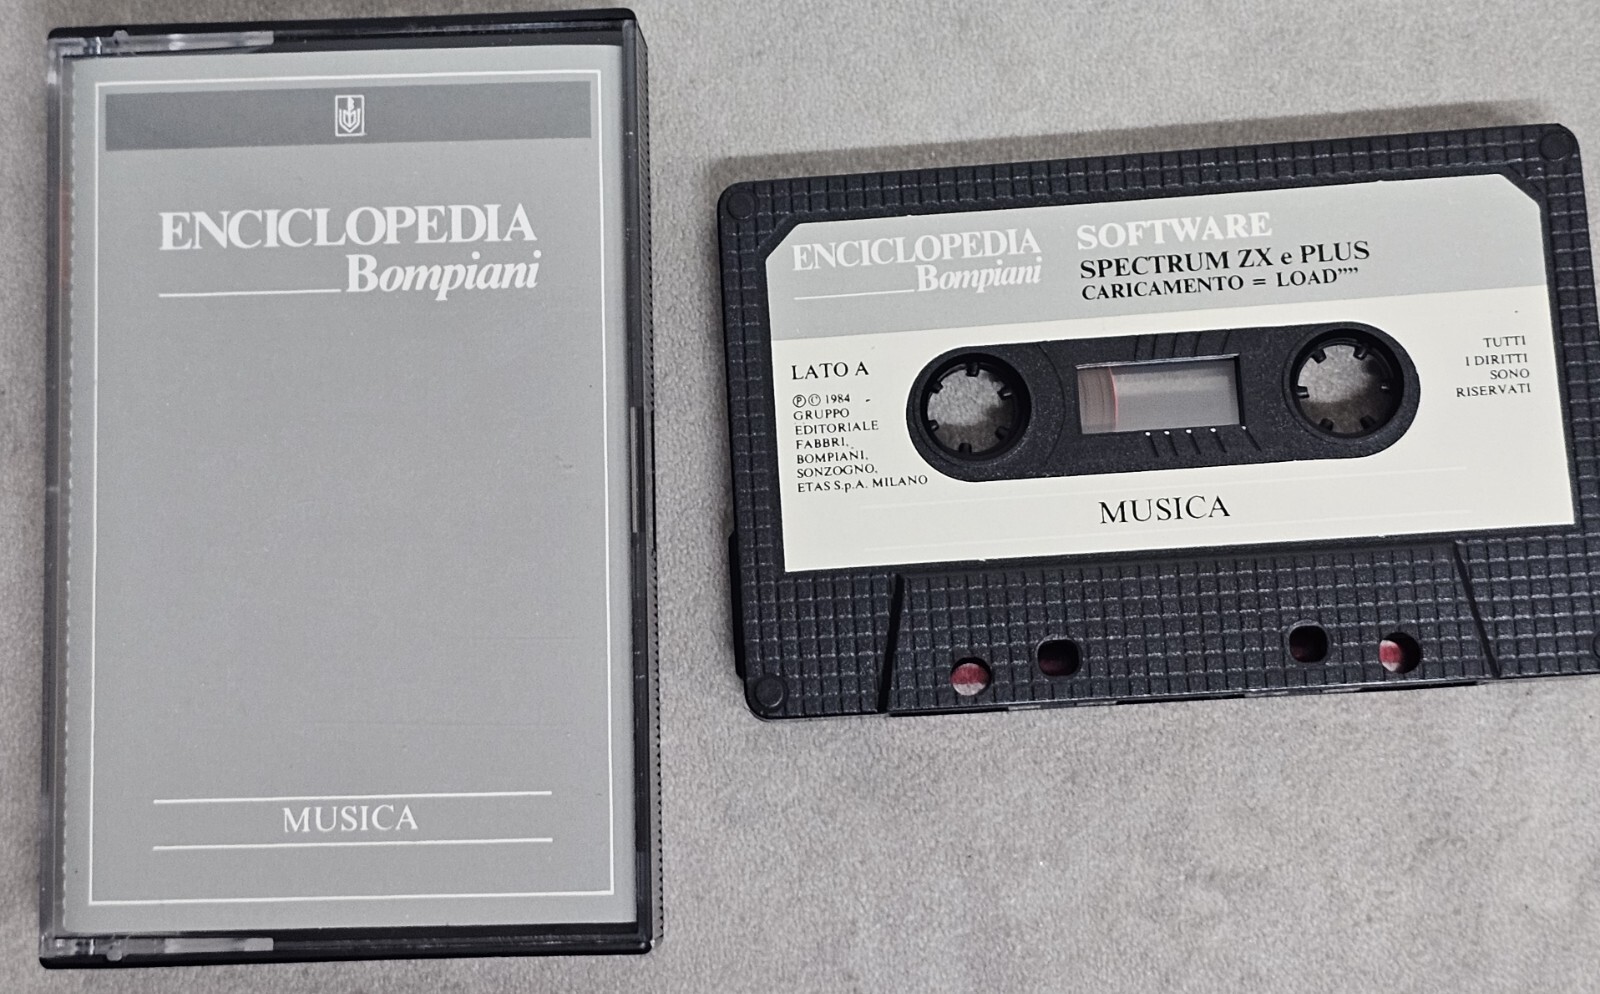 ENCICLOPEDIA
Bompiani
MUSICA
ENCICLOPEDIA
Bompiani
SOFTWARE
SPECTRUM ZX e PLUS
CARICAMENTO = LOAD””
LATO A
Ⓟ © 1984 -
GRUPPO
EDITORIALE
FABBRI,
BOMPIANI,
SONZOGNO,
ETAS S.p.A. MILANO
TUTTI
I DIRITTI
SONO
RISERVATI
MUSICA